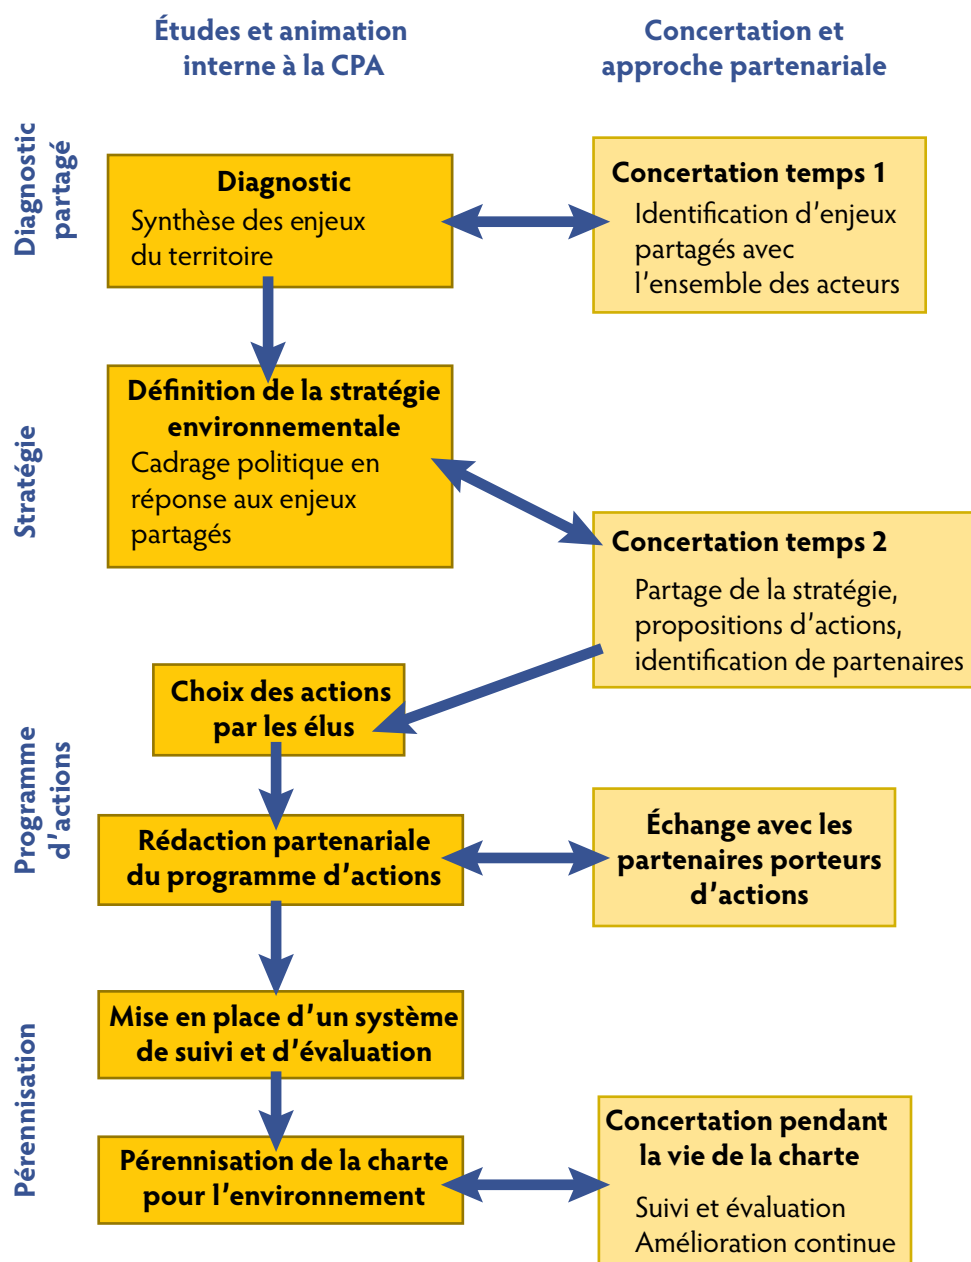 Études et animation
interne à la CPA
Concertation et
approche partenariale
Diagnostic
partagé
Diagnostic
Synthèse des enjeux
du territoire
Concertation temps 1
Identification d'enjeux
partagés avec
l'ensemble des acteurs
Stratégie
Définition de la stratégie
environnementale
Cadrage politique en
réponse aux enjeux
partagés
Concertation temps 2
Partage de la stratégie,
propositions d'actions,
identification de partenaires
Programme
d'actions
Choix des actions
par les élus
Rédaction partenariale
du programme d'actions
Échange avec les
partenaires porteurs
d'actions
Pérennisation
Mise en place d'un système
de suivi et d'évaluation
Pérennisation de la charte
pour l'environnement
Concertation pendant
la vie de la charte
Suivi et évaluation
Amélioration continue